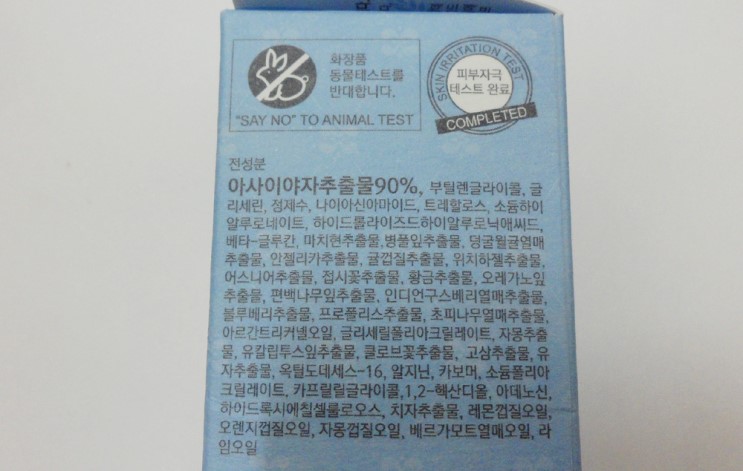 화장품
동물테스트를
반대합니다.
"SAY NO" TO ANIMAL TEST
SKIN IRRITATION TEST
피부자극
테스트 완료
COMPLETED
전성분
아사이야자추출물90%, 부틸렌글라이콜, 글
리세린, 정제수, 나이아신아마이드, 트레할로스, 소듐하이
알루로네이트, 하이드롤라이즈드하이알루로닉애씨드,
베타-글루칸, 마치현추출물,병풀잎추출물, 덩굴월귤열매
추출물, 안젤리카추출물, 귤껍질추출물, 위치하젤추출물,
어스니어추출물, 접시꽃추출물, 황금추출물, 오레가노잎
추출물, 편백나무잎추출물, 인디언구스베리열매추출물,
블루베리추출물, 프로폴리스추출물, 초피나무열매추출물,
아르간트리커넬오일, 글리세릴폴리아크릴레이트, 자몽추출
물, 유칼립투스잎추출물, 클로브꽃추출물, 고삼추출물, 유
자추출물, 옥틸도데세스-16, 알지닌, 카보머, 소듐폴리아
크릴레이트, 카프릴릴글라이콜,1,2-핵산디올, 아데노신,
하이드록시에칠셀룰로오스, 치자추출물, 레몬껍질오일,
오렌지껍질오일, 자몽껍질오일, 베르가모트열매오일, 라
임오일